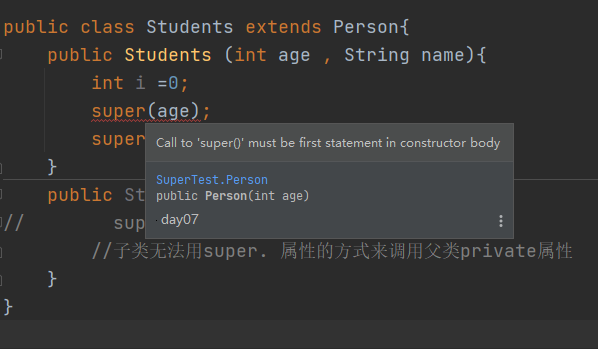 public class Students extends Person{
public Students (int age , String name){
int i =0;
super(age);
super
Call to 'super()' must be first statement in constructor body
}
SuperTest.Person
public St
public Person(int age)
// sup
day07
//子类无法用super. 属性的方式来调用父类private属性
}
}